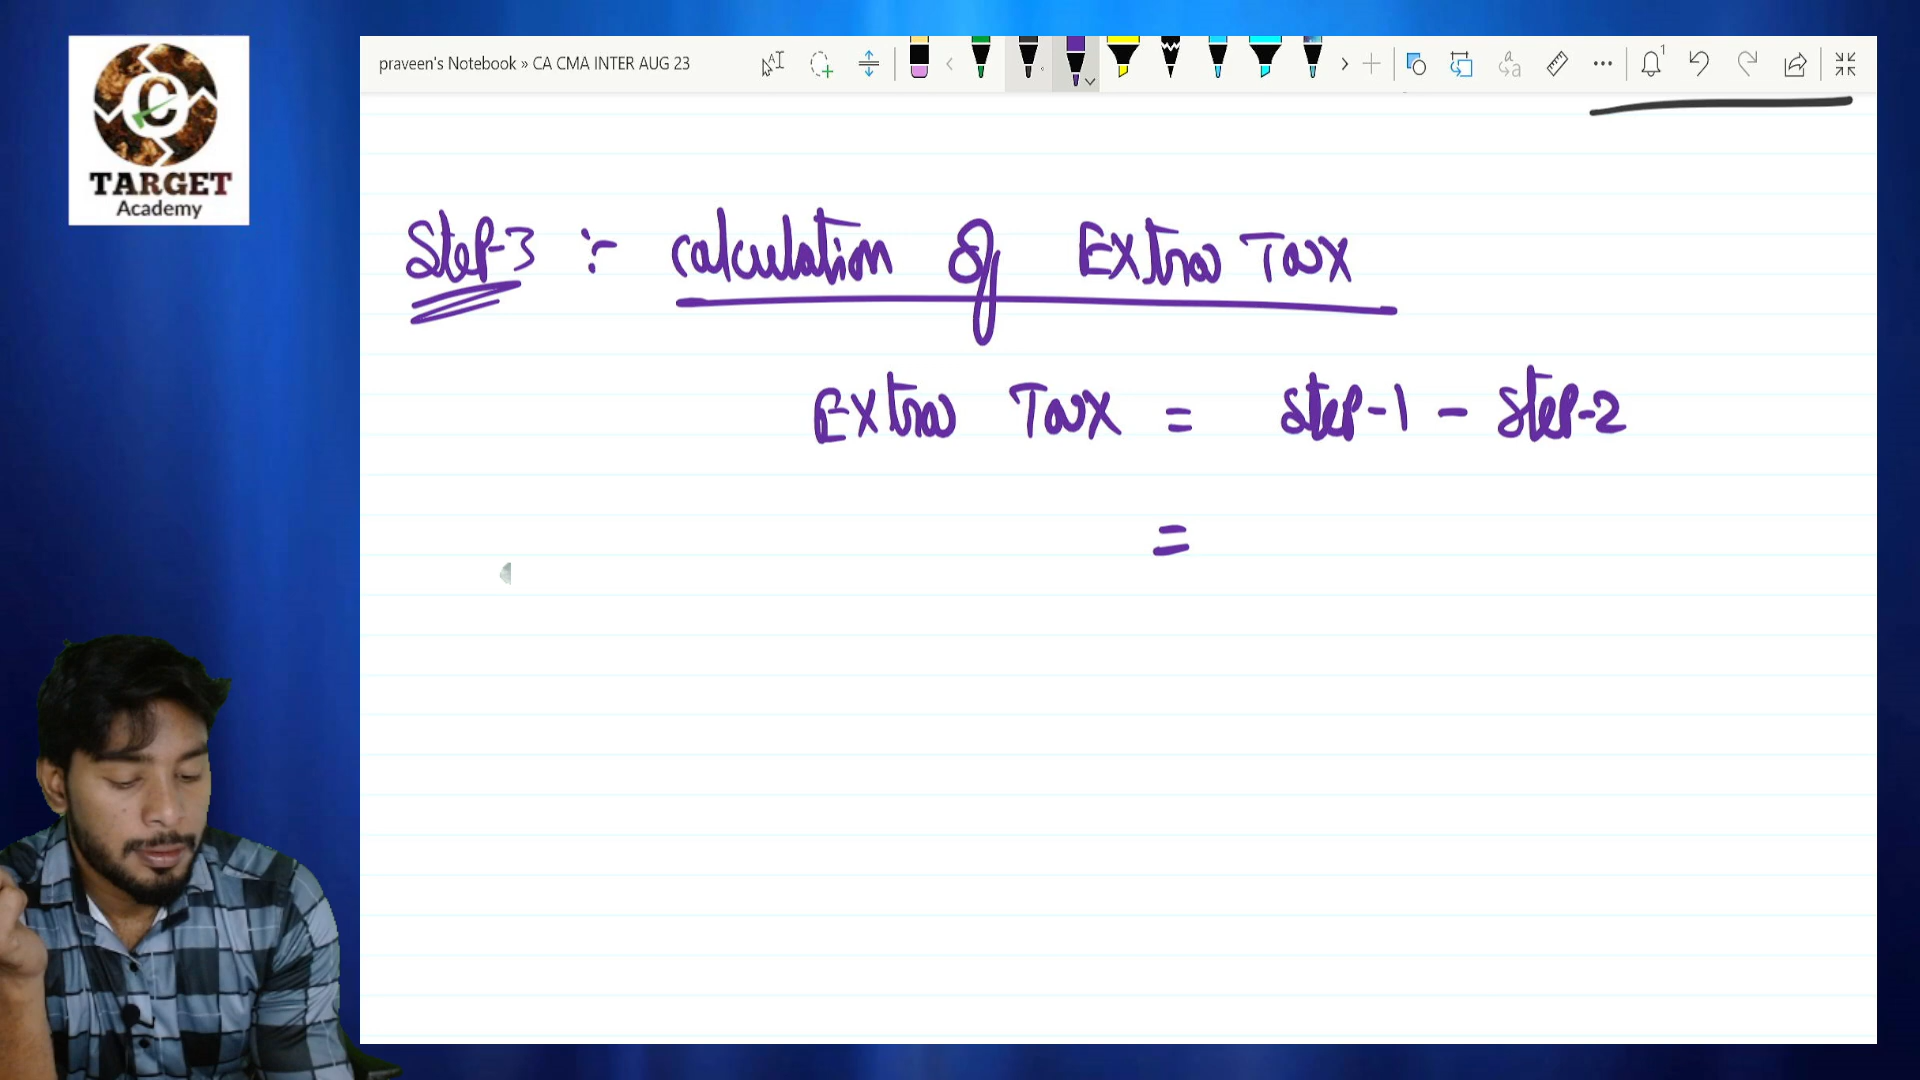 TARGET
Academy
praveen's Notebook » CA CMA INTER AUG 23
Step-3 :- calculation of Extra Tax
Extra Tax = Step-1 - Step-2
=